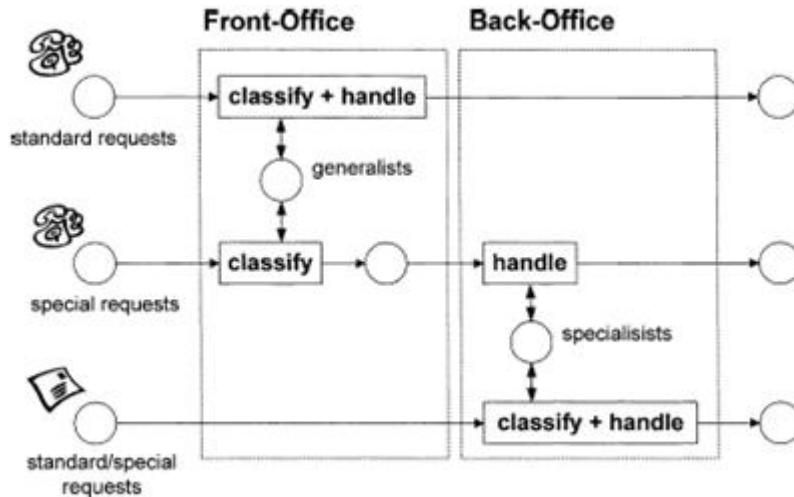 Front-Office
Back-Office
classify + handle
standard requests
generalists
classify
handle
special requests
specialisists
classify + handle
standard/special
requests